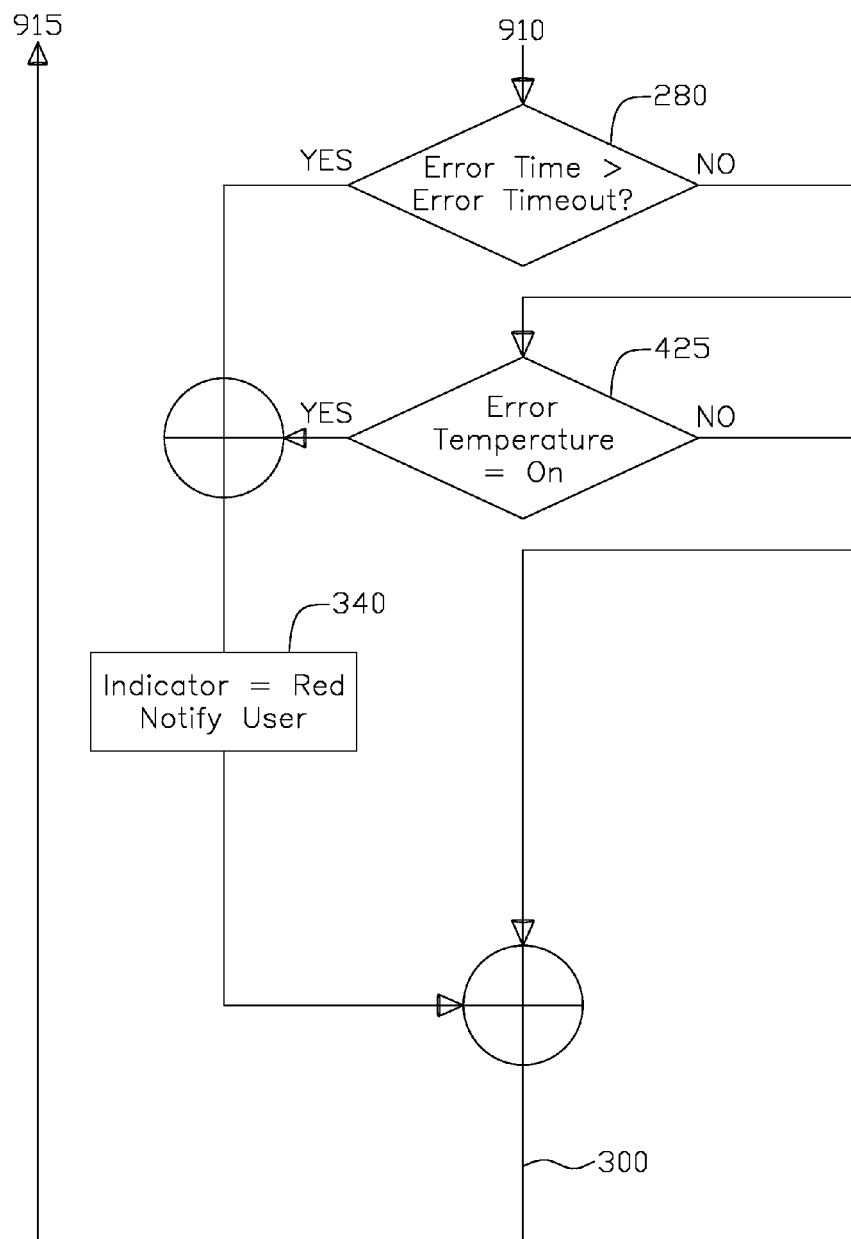 915
910
280
YES
Error Time >
Error Timeout?
NO
425
YES
Error
Temperature
= On
NO
340
Indicator = Red
Notify User
300